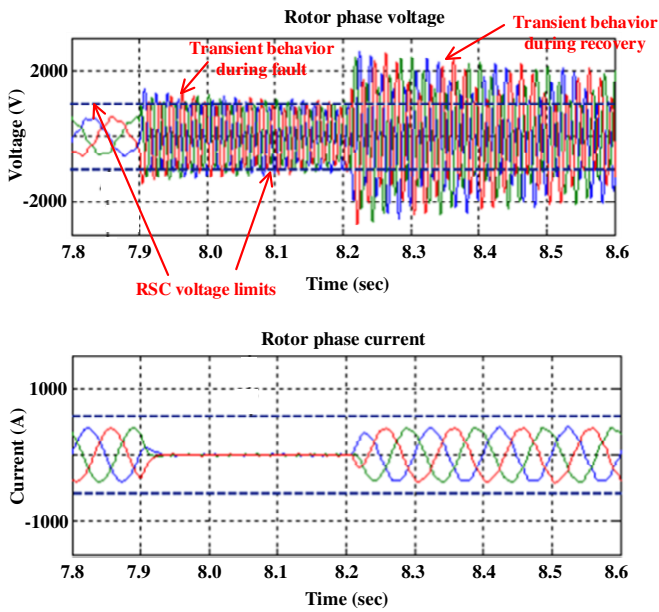 Rotor phase voltage
Transient behavior
during fault
Transient behavior
during recovery
Voltage (V)
2000
-2000
7.8
7.9
8.0
8.1
8.2
8.3
8.4
8.5
8.6
RSC voltage limits
Time (sec)
Rotor phase current
Current (A)
1000
-1000
7.8
7.9
8.0
8.1
8.2
8.3
8.4
8.5
8.6
Time (sec)